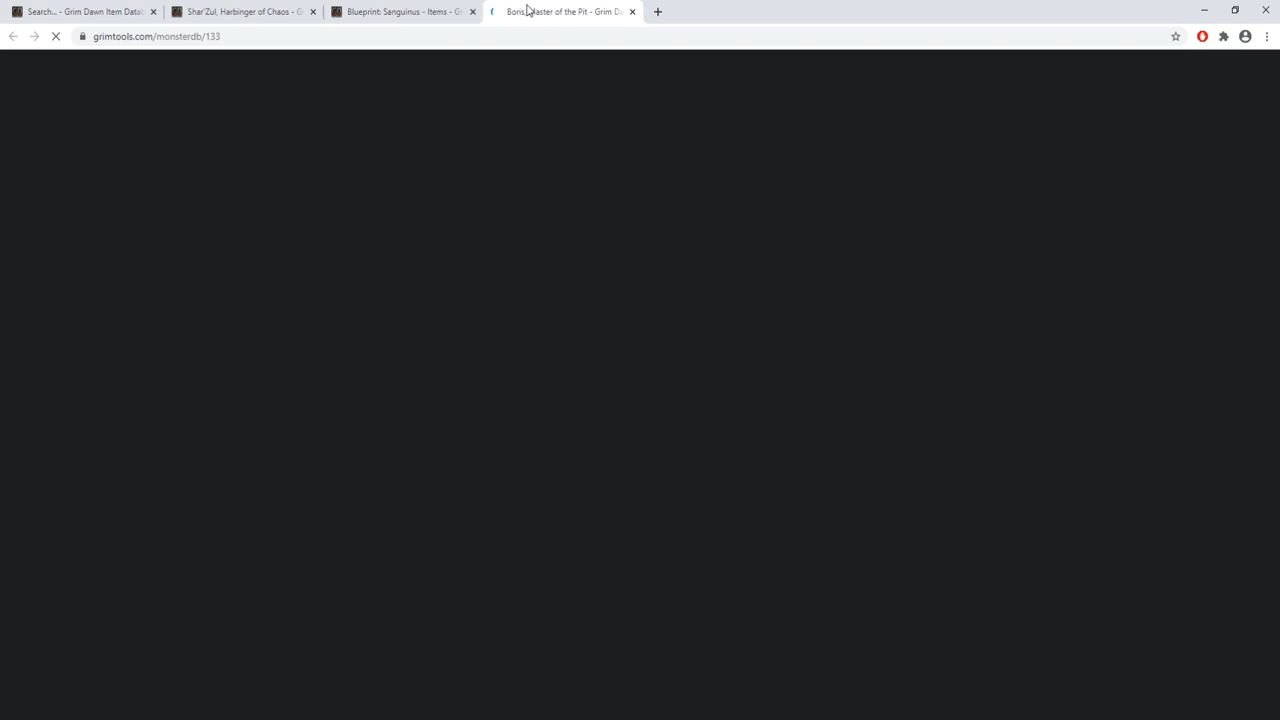 Search... - Grim Dawn Item Datab
Shar'Zul, Harbinger of Chaos - G
Blueprint: Sanguinus - Items - G
Boris, Master of the Pit - Grim Da
grimtools.com/monsterdb/133